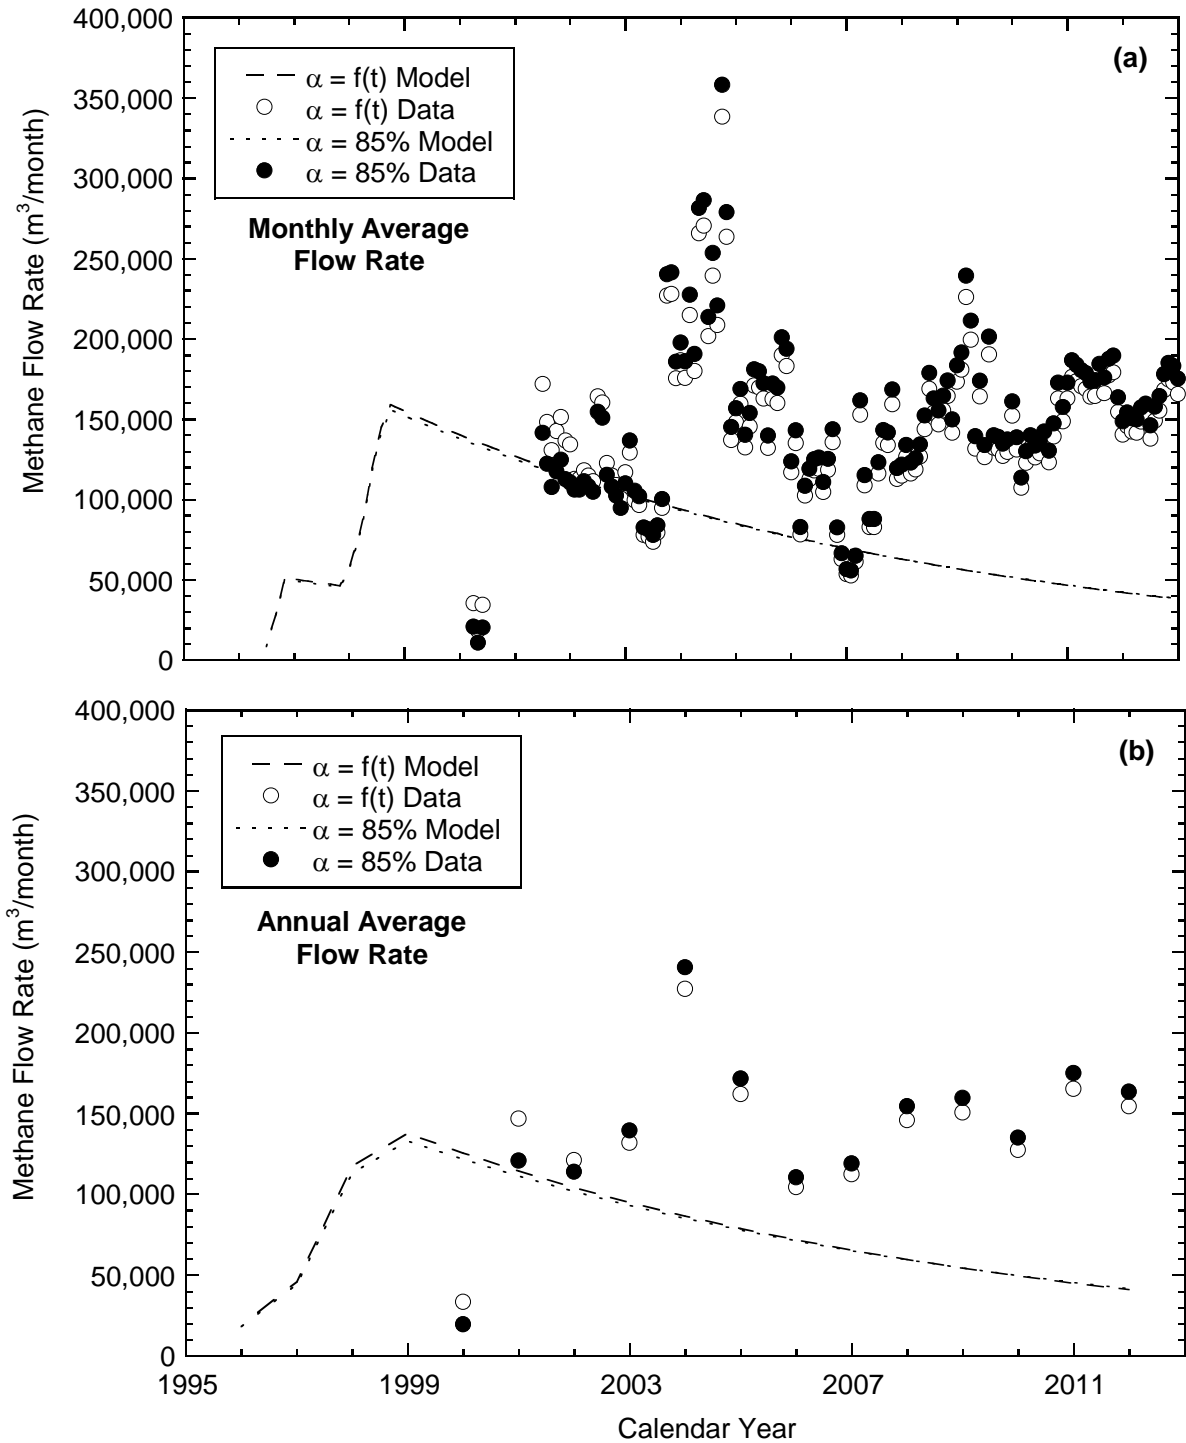 400,000
350,000
300,000
250,000
200,000
150,000
100,000
50,000
0
Methane Flow Rate (m³/month)
(a)
α = f(t) Model
α = f(t) Data
α = 85% Model
α = 85% Data
Monthly Average
Flow Rate
400,000
350,000
300,000
250,000
200,000
150,000
100,000
50,000
0
Methane Flow Rate (m³/month)
(b)
α = f(t) Model
α = f(t) Data
α = 85% Model
α = 85% Data
Annual Average
Flow Rate
1995 1999 2003 2007 2011
Calendar Year